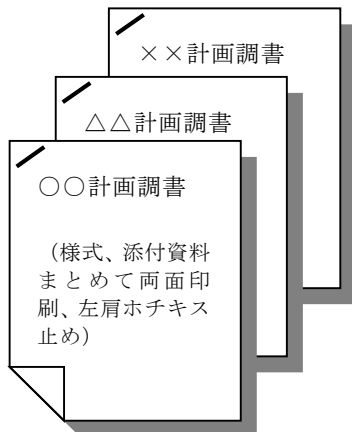 ××計画調書
△△計画調書
○○計画調書
（様式、添付資料
まとめて両面印
刷、左肩ホチキス
止め）